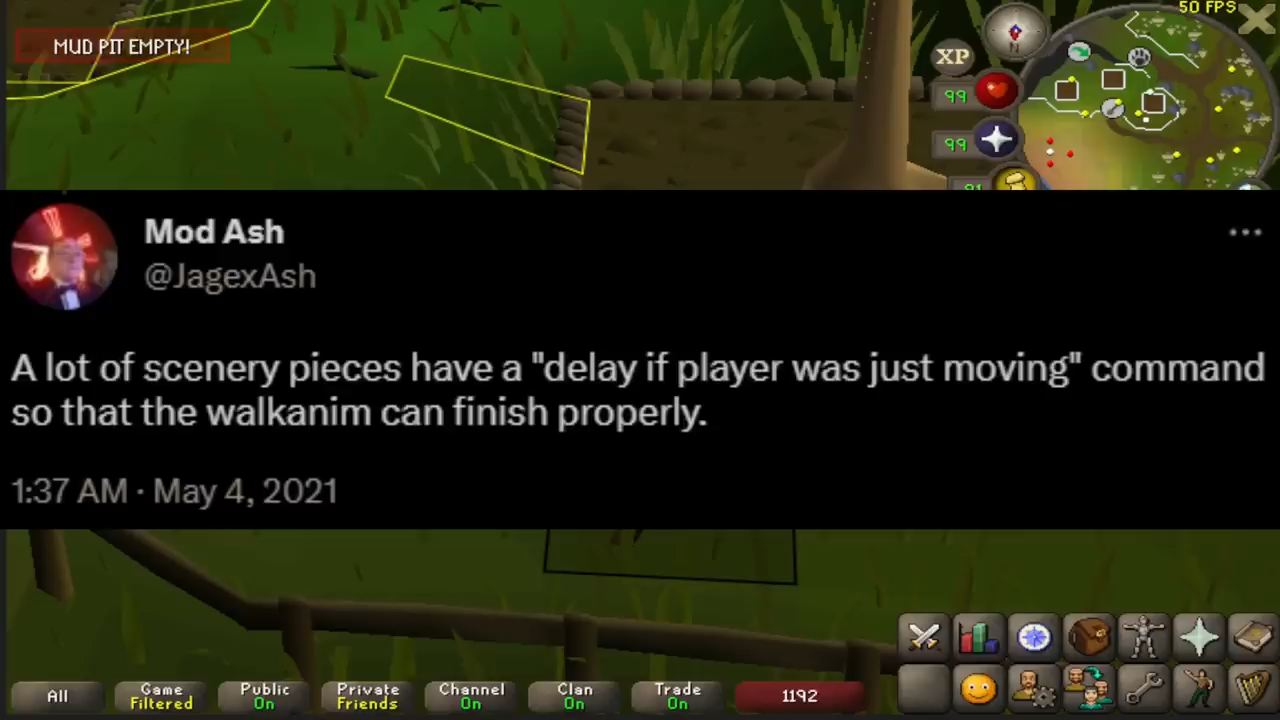 50 FPS
MUD PIT EMPTY!
XP
N
99
99
91
Mod Ash
@JagexAsh
A lot of scenery pieces have a "delay if player was just moving" command
so that the walkanim can finish properly.
1:37 AM · May 4, 2021
All
Game
Filtered
Public
On
Private
Friends
Channel
On
Clan
On
Trade
On
1192